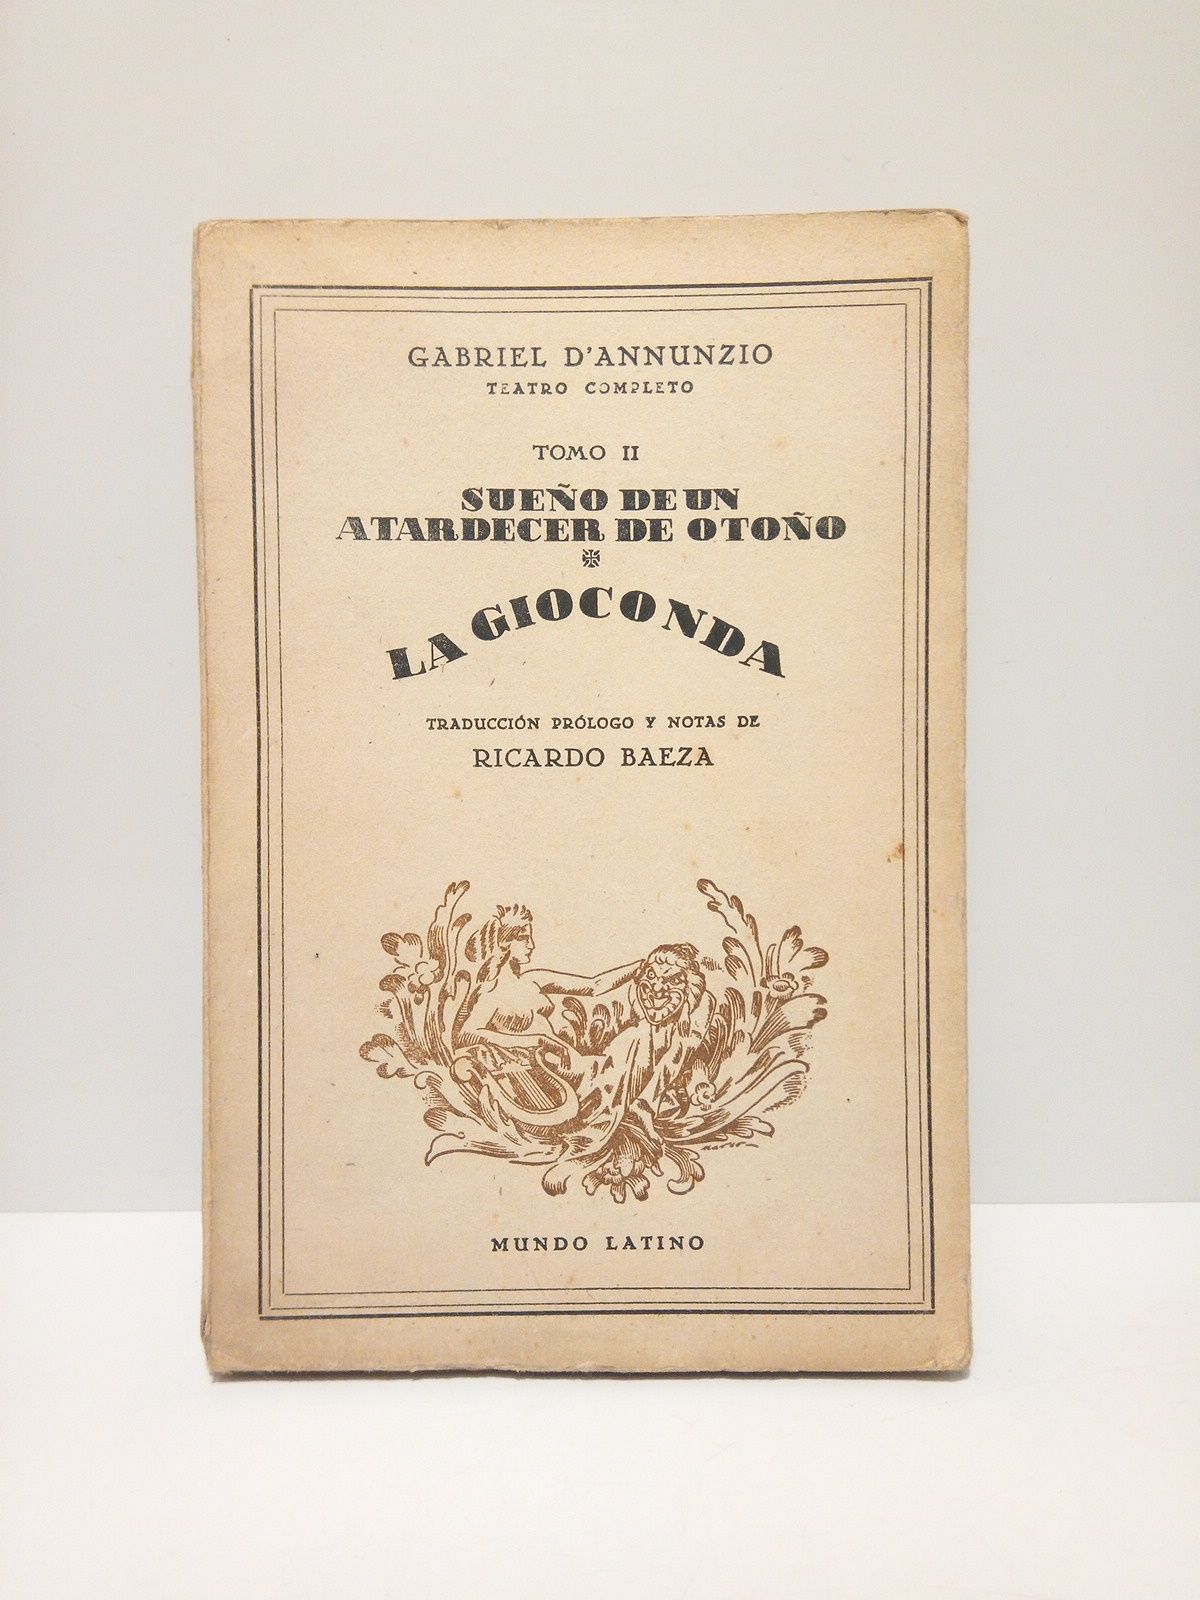 GABRIEL D'ANNUNZIO
TEATRO COMPLETO
TOMO II
SUEÑO DE UN
ATARDECER DE OTOÑO
LA GIOCONDA
TRADUCCIÓN PRÓLOGO Y NOTAS DE
RICARDO BAEZA
MUNDO LATINO